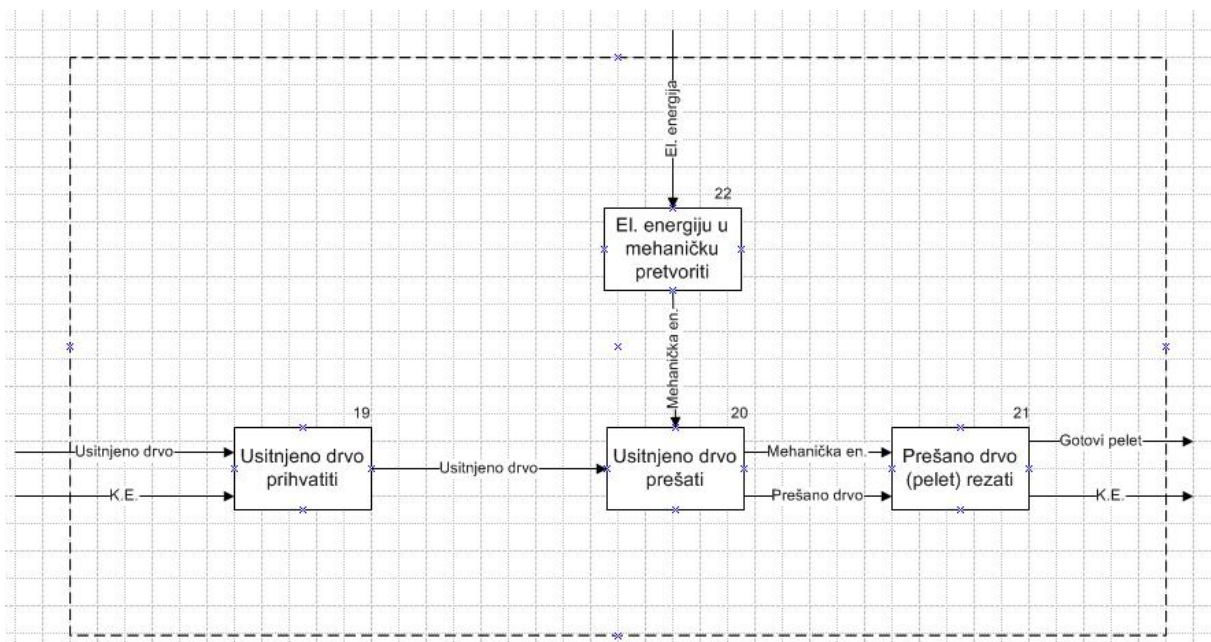 El. energija
22
El. energiju u
mehaničku
pretvoriti
Mehanička en.
19
20
21
Usitnjeno drvo
K.E.
Usitnjeno drvo
prihvatiti
Usitnjeno drvo
Usitnjeno drvo
prešati
Mehanička en.
Prešano drvo
Prešano drvo
(pelet) rezati
Gotovi pelet
K.E.